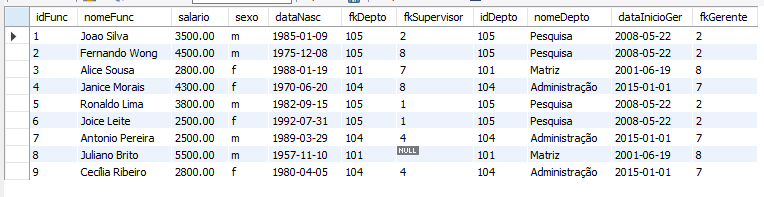 idFunc nomeFunc salario sexo dataNasc fkDepto fkSupervisor idDepto nomeDepto dataInicioGer fkGerente
1 Joao Silva 3500.00 m 1985-01-09 105 2 105 Pesquisa 2008-05-22 2
2 Fernando Wong 4500.00 m 1975-12-08 105 8 105 Pesquisa 2008-05-22 2
3 Alice Sousa 2800.00 f 1988-01-19 101 7 101 Matriz 2001-06-19 8
4 Janice Morais 4300.00 f 1970-06-20 104 8 104 Administração 2015-01-01 7
5 Ronaldo Lima 3800.00 m 1982-09-15 105 1 105 Pesquisa 2008-05-22 2
6 Joice Leite 2500.00 m 1992-07-31 105 1 105 Pesquisa 2008-05-22 2
7 Antonio Pereira 2500.00 m 1989-03-29 104 4 104 Administração 2015-01-01 7
8 Juliano Brito 5500.00 m 1957-11-10 101 NULL 101 Matriz 2001-06-19 8
9 Cecília Ribeiro 2800.00 f 1980-04-05 104 4 104 Administração 2015-01-01 7